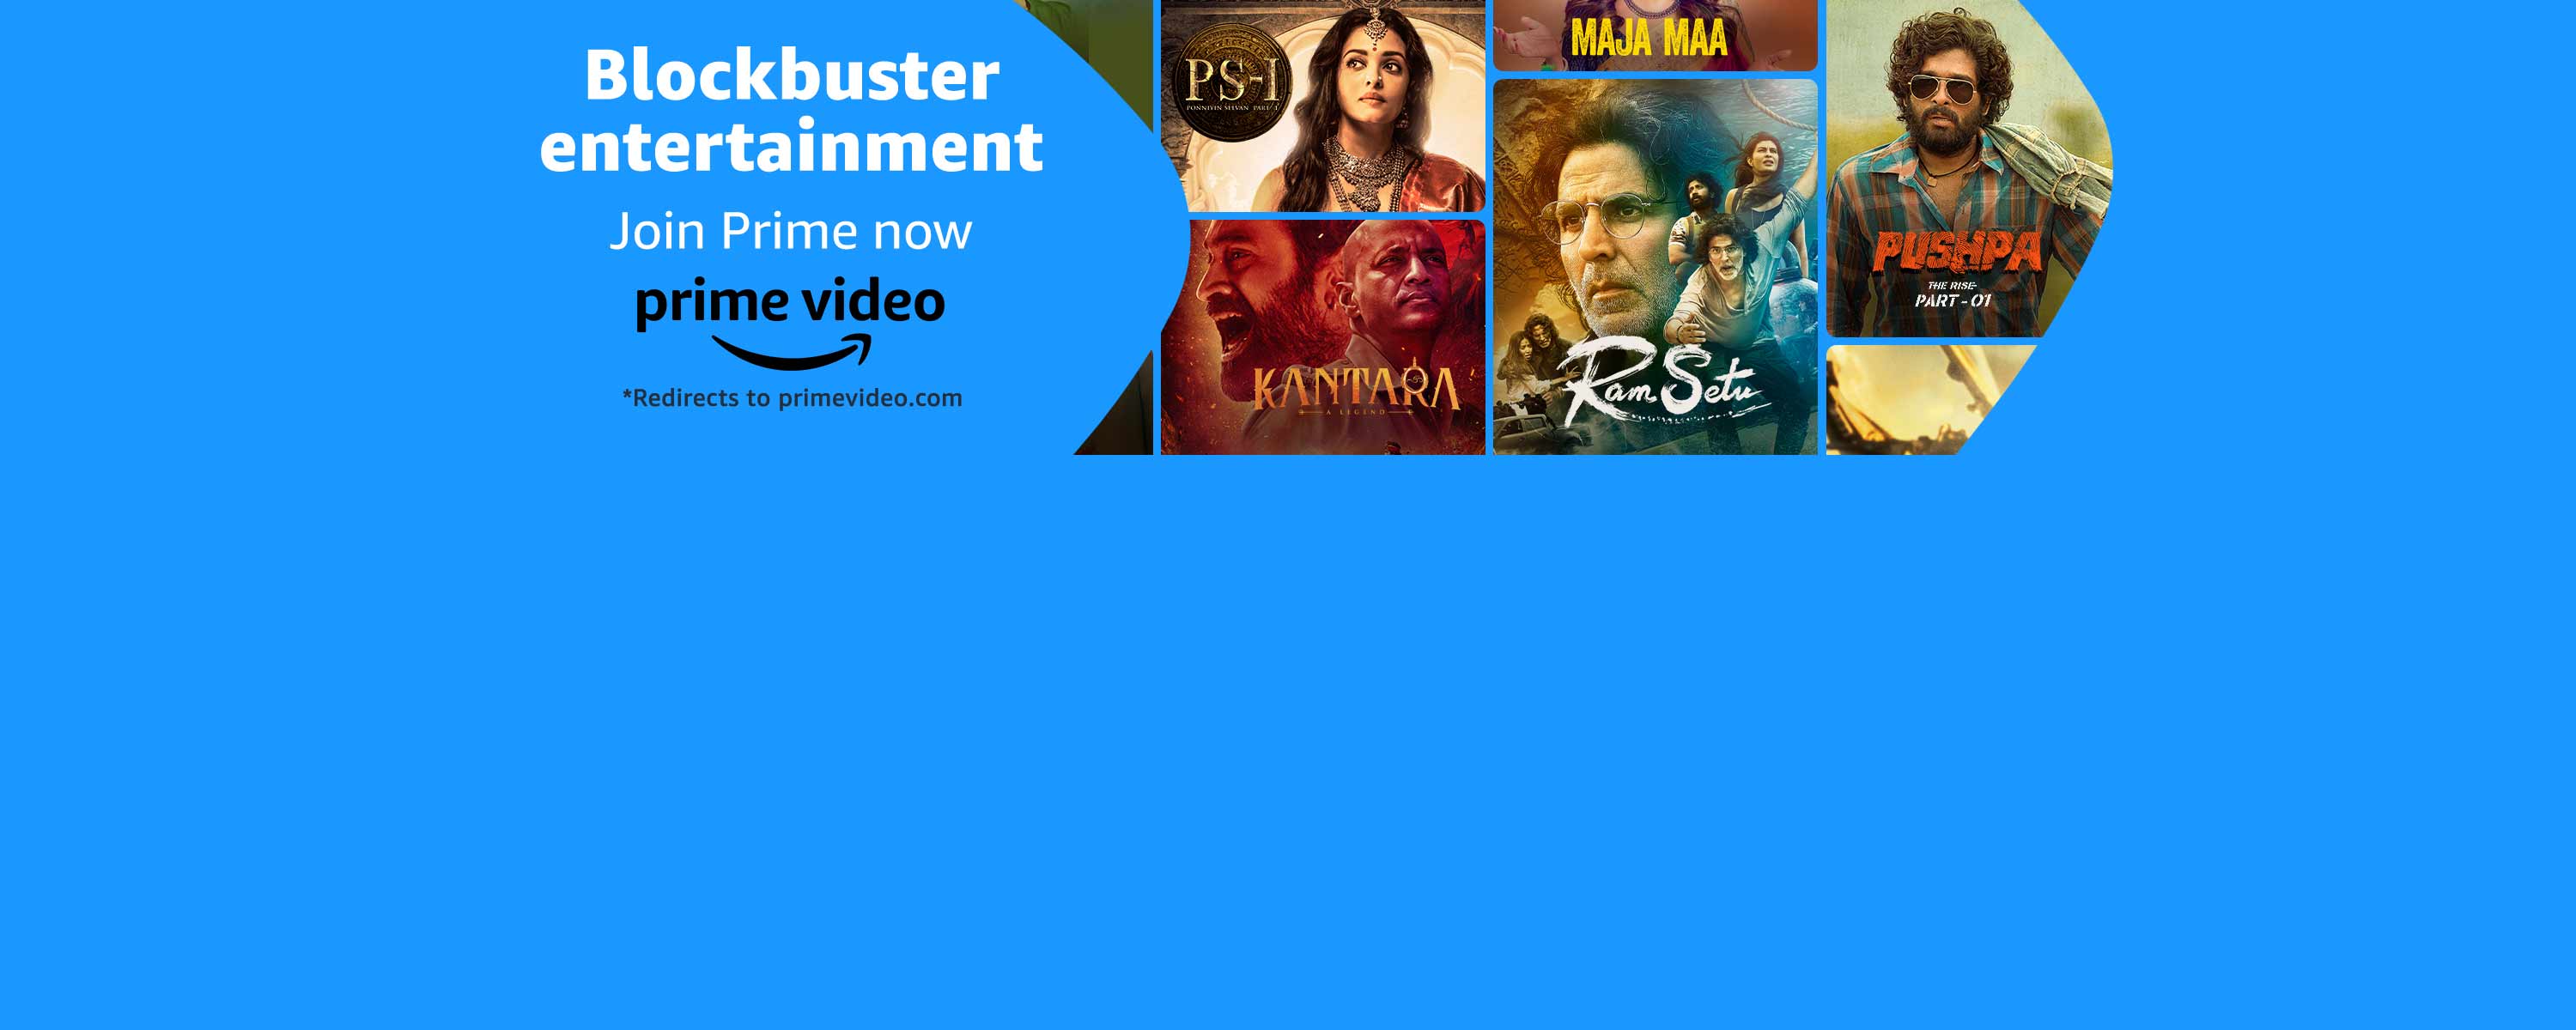 Blockbuster
entertainment
Join Prime now
prime video
*Redirects to primevideo.com
PS-I
PONNIYIN SELVAN PART I
KANTARA
A LEGEND
MAJA MAA
Ram Setu
PUSHPA
THE RISE
PART - 01